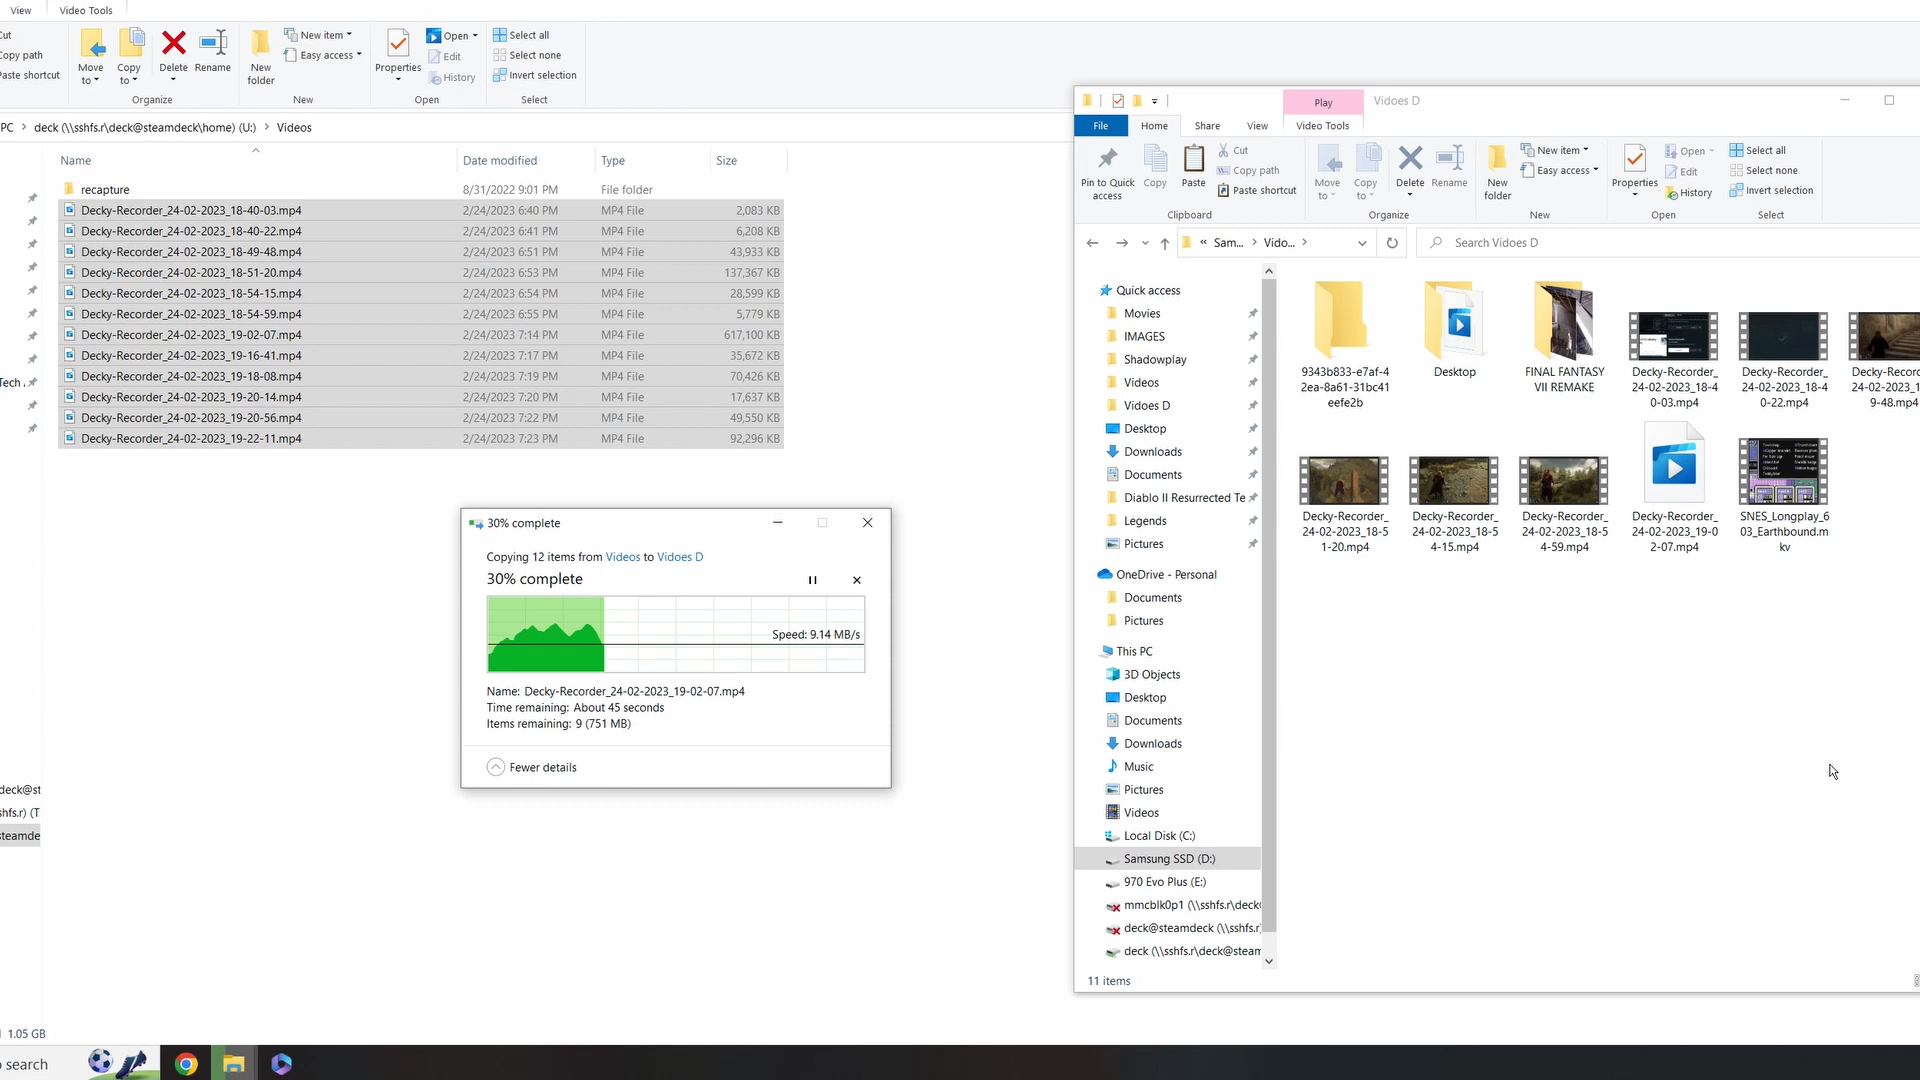 View
Video Tools
Cut
Copy path
Paste shortcut
Move to
Copy to
Delete
Rename
New folder
New item
Easy access
Properties
Open
Edit
History
Select all
Select none
Invert selection
Organize
New
Open
Select
PC > deck (\\sshfs.r\deck@steamdeck\home) (U:) > Videos
Name Date modified Type Size
recapture 8/31/2022 9:01 PM File folder
Decky-Recorder_24-02-2023_18-40-03.mp4 2/24/2023 6:40 PM MP4 File 2,083 KB
Decky-Recorder_24-02-2023_18-40-22.mp4 2/24/2023 6:41 PM MP4 File 6,208 KB
Decky-Recorder_24-02-2023_18-49-48.mp4 2/24/2023 6:51 PM MP4 File 43,933 KB
Decky-Recorder_24-02-2023_18-51-20.mp4 2/24/2023 6:53 PM MP4 File 137,367 KB
Decky-Recorder_24-02-2023_18-54-15.mp4 2/24/2023 6:54 PM MP4 File 28,599 KB
Decky-Recorder_24-02-2023_18-54-59.mp4 2/24/2023 6:55 PM MP4 File 5,779 KB
Decky-Recorder_24-02-2023_19-02-07.mp4 2/24/2023 7:14 PM MP4 File 617,100 KB
Decky-Recorder_24-02-2023_19-16-41.mp4 2/24/2023 7:17 PM MP4 File 35,672 KB
Decky-Recorder_24-02-2023_19-18-08.mp4 2/24/2023 7:19 PM MP4 File 70,426 KB
Decky-Recorder_24-02-2023_19-20-14.mp4 2/24/2023 7:20 PM MP4 File 17,637 KB
Decky-Recorder_24-02-2023_19-20-56.mp4 2/24/2023 7:22 PM MP4 File 49,550 KB
Decky-Recorder_24-02-2023_19-22-11.mp4 2/24/2023 7:23 PM MP4 File 92,296 KB
Tech
deck@st
hfs.r) (T
steamde
1.05 GB
search
30% complete
Copying 12 items from Videos to Vidoes D
30% complete
Speed: 9.14 MB/s
Name: Decky-Recorder_24-02-2023_19-02-07.mp4
Time remaining: About 45 seconds
Items remaining: 9 (751 MB)
Fewer details
Play
Vidoes D
File
Home
Share
View
Video Tools
Pin to Quick access
Copy
Paste
Cut
Copy path
Paste shortcut
Move to
Copy to
Delete
Rename
New folder
New item
Easy access
Properties
Open
Edit
History
Select all
Select none
Invert selection
Clipboard
Organize
New
Open
Select
« Sam... > Vido... >
Search Vidoes D
Quick access
Movies
IMAGES
Shadowplay
Videos
Vidoes D
Desktop
Downloads
Documents
Diablo II Resurrected Te
Legends
Pictures
OneDrive - Personal
Documents
Pictures
This PC
3D Objects
Desktop
Documents
Downloads
Music
Pictures
Videos
Local Disk (C:)
Samsung SSD (D:)
970 Evo Plus (E:)
mmcblk0p1 (\\sshfs.r\deck
deck@steamdeck (\\sshfs.r
deck (\\sshfs.r\deck@steam
11 items
9343b833-e7af-4
2ea-8a61-31bc41
eefe2b
Desktop
FINAL FANTASY
VII REMAKE
Decky-Recorder_
24-02-2023_18-4
0-03.mp4
Decky-Recorder_
24-02-2023_18-4
0-22.mp4
Decky-Reco
24-02-2023_1
9-48.mp4
Decky-Recorder_
24-02-2023_18-5
1-20.mp4
Decky-Recorder_
24-02-2023_18-5
4-15.mp4
Decky-Recorder_
24-02-2023_18-5
4-59.mp4
Decky-Recorder_
24-02-2023_19-0
2-07.mp4
SNES_Longplay_6
03_Earthbound.m
kv